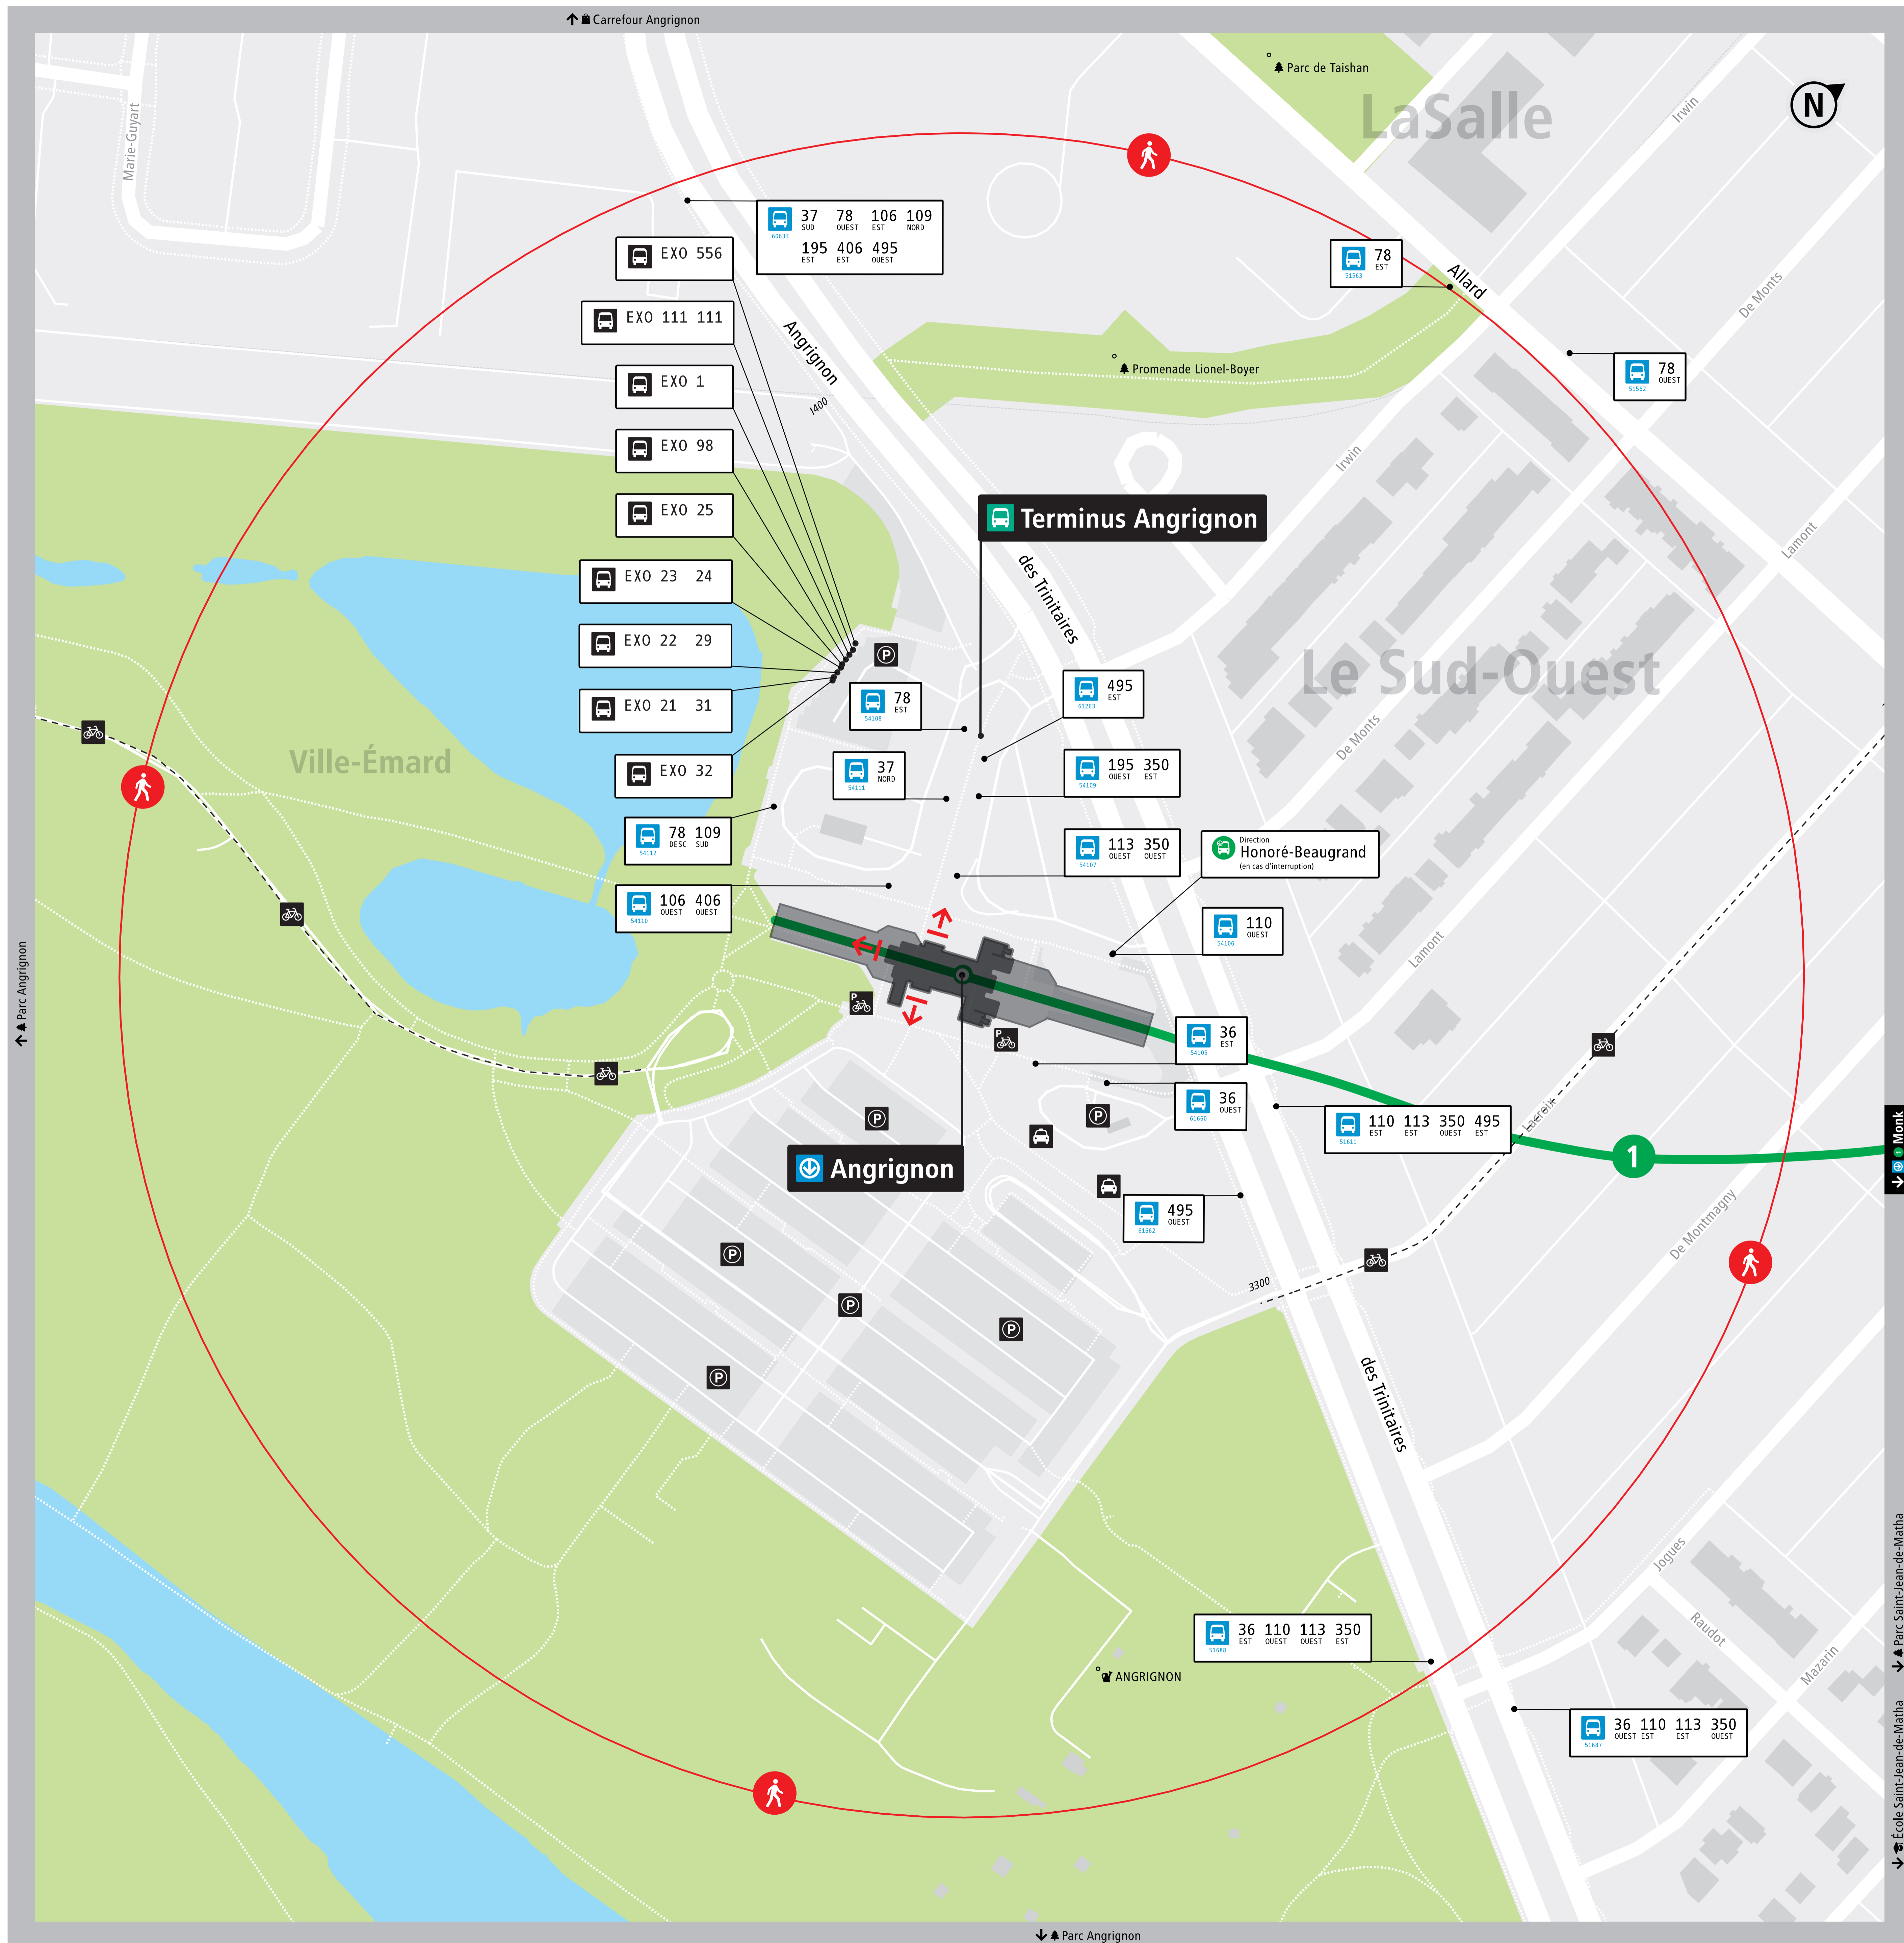 Carrefour Angrignon
Parc de Taishan
LaSalle
N
Irwin
Marie-Guyart
37 78 106 109
SUD OUEST EST NORD
60633
195 406 495
EST EST OUEST
EXO 556
78
EST
51563
Allard
De Monts
EXO 111 111
Angrignon
1400
Promenade Lionel-Boyer
78
OUEST
51562
EXO 1
EXO 98
Irwin
EXO 25
Terminus Angrignon
Lamont
des Trinitaires
EXO 23 24
EXO 22 29
P
Le Sud-Ouest
EXO 21 31
78
EST
54108
495
EST
61263
De Monts
Ville-Émard
EXO 32
37
NORD
54111
195 350
OUEST EST
54109
78 109
DESC SUD
54112
113 350
OUEST OUEST
54107
Direction
Honoré-Beaugrand
(en cas d'interruption)
106 406
OUEST OUEST
54110
110
OUEST
54106
Lamont
Parc Angrignon
P
P
36
EST
54105
36
OUEST
61660
P
P
110 113 350 495
EST EST OUEST EST
51611
Lacroix
1
1 Monk
Angrignon
495
OUEST
61662
De Montmagny
P
P
P
P
3300
des Trinitaires
Jogues
Parc Saint-Jean-de-Matha
Raudot
Mazarin
36 110 113 350
EST OUEST OUEST EST
51688
ANGRIGNON
36 110 113 350
OUEST EST EST OUEST
51687
École Saint-Jean-de-Matha
Parc Angrignon